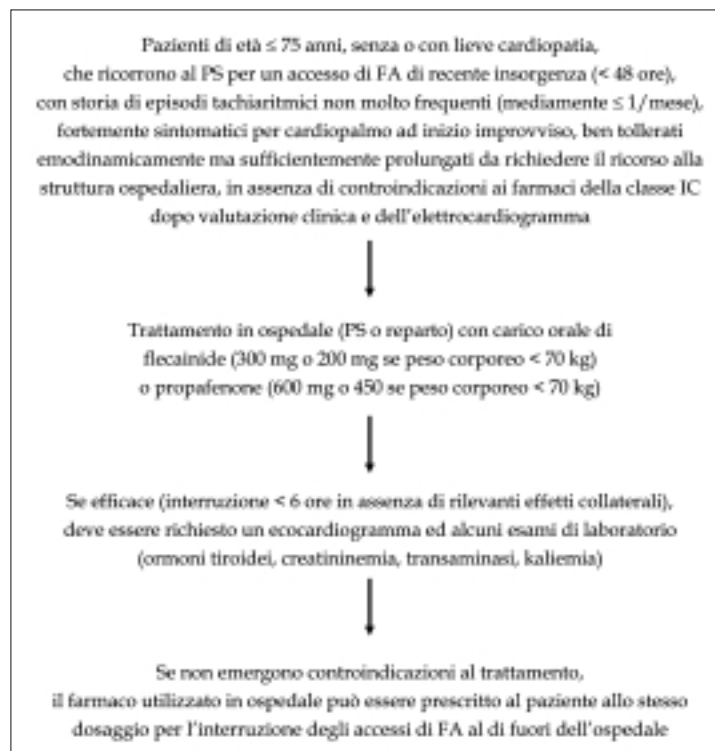 Pazienti di età ≤ 75 anni, senza o con lieve cardiopatia,
che ricorrono al PS per un accesso di FA di recente insorgenza (< 48 ore),
con storia di episodi tachiaritmici non molto frequenti (mediamente ≤ 1/mese),
fortemente sintomatici per cardiopalmo ad inizio improvviso, ben tollerati
emodinamicamente ma sufficientemente prolungati da richiedere il ricorso alla
struttura ospedaliera, in assenza di controindicazioni ai farmaci della classe IC
dopo valutazione clinica e dell'elettrocardiogramma
Trattamento in ospedale (PS o reparto) con carico orale di
flecainide (300 mg o 200 mg se peso corporeo < 70 kg)
o propafenone (600 mg o 450 se peso corporeo < 70 kg)
Se efficace (interruzione < 6 ore in assenza di rilevanti effetti collaterali),
deve essere richiesto un ecocardiogramma ed alcuni esami di laboratorio
(ormoni tiroidei, creatininemia, transaminasi, kaliemia)
Se non emergono controindicazioni al trattamento,
il farmaco utilizzato in ospedale può essere prescritto al paziente allo stesso
dosaggio per l'interruzione degli accessi di FA al di fuori dell'ospedale